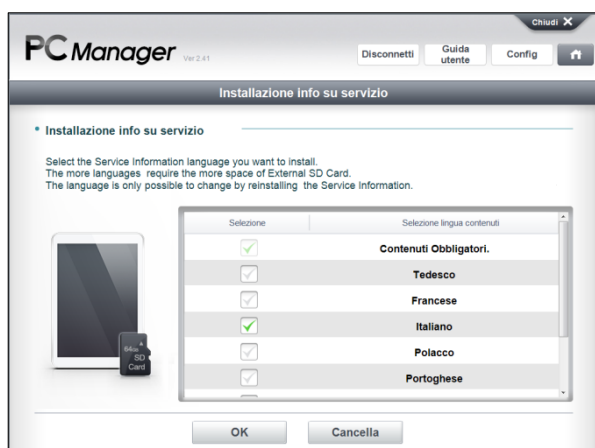 Chiudi X
PC Manager Ver 2.41
Disconnetti
Guida utente
Config
Installazione info su servizio
Installazione info su servizio
Select the Service Information language you want to install.
The more languages require the more space of External SD Card.
The language is only possible to change by reinstalling the Service Information.
Selezione Selezione lingua contenuti
Contenuti Obbligatori.
Tedesco
Francese
Italiano
Polacco
Portoghese
64GB
SD
Card
OK Cancella